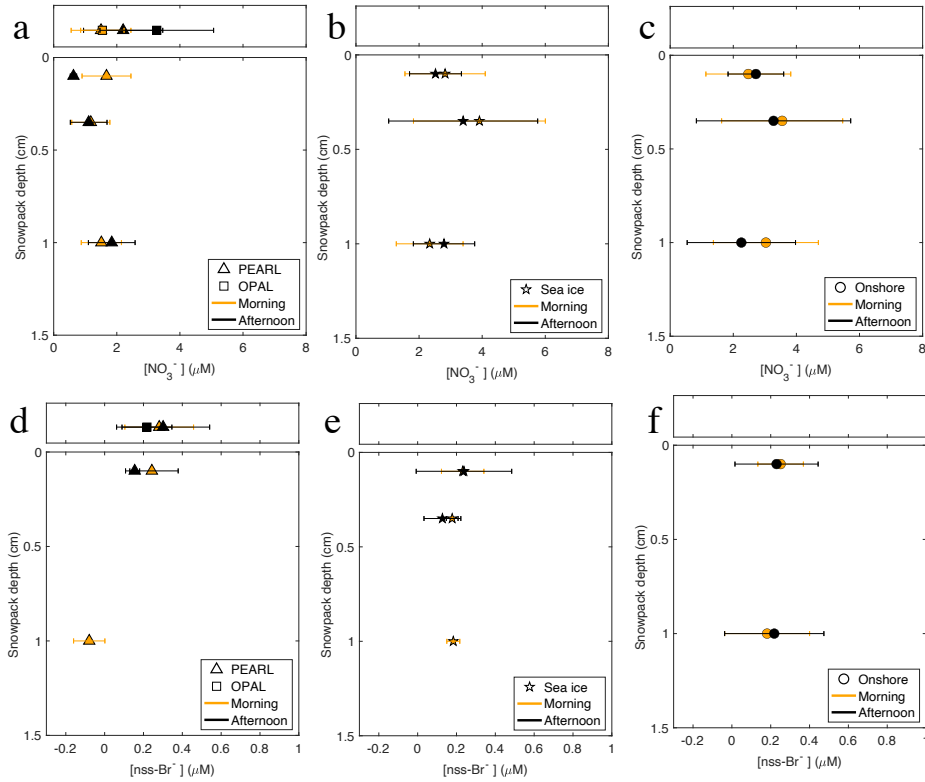 a
0
0.5
1
1.5
Snowpack depth (cm)
PEARL
OPAL
Morning
Afternoon
0 2 4 6 8
[NO3-] (μM)
b
0
0.5
1
1.5
Snowpack depth (cm)
Sea ice
Morning
Afternoon
0 2 4 6 8
[NO3-] (μM)
c
0
0.5
1
1.5
Snowpack depth (cm)
Onshore
Morning
Afternoon
0 2 4 6 8
[NO3-] (μM)
d
0
0.5
1
1.5
Snowpack depth (cm)
PEARL
OPAL
Morning
Afternoon
-0.2 0 0.2 0.4 0.6 0.8 1
[nss-Br-] (μM)
e
0
0.5
1
1.5
Snowpack depth (cm)
Sea ice
Morning
Afternoon
-0.2 0 0.2 0.4 0.6 0.8 1
[nss-Br-] (μM)
f
0
0.5
1
1.5
Snowpack depth (cm)
Onshore
Morning
Afternoon
-0.2 0 0.2 0.4 0.6 0.8 1
[nss-Br-] (μM)